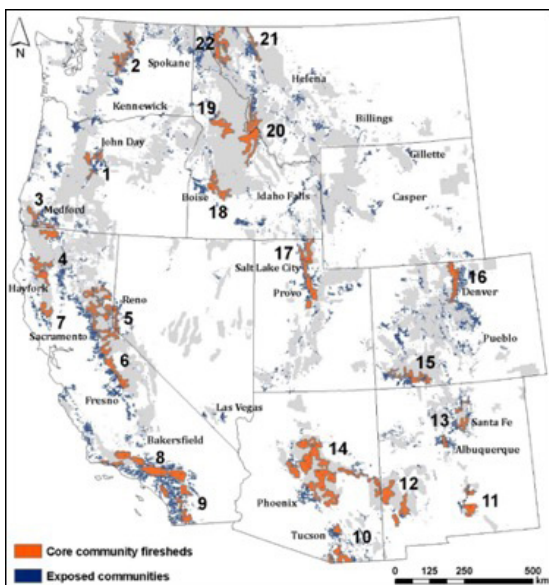 N
22
21
2
Spokane
Helena
Kennewick
19
20
Billings
John Day
1
Gillette
3
Medford
Boise
18
Idaho Falls
Casper
4
17
Salt Lake City
Hayfork
16
Reno
5
Provo
Denver
7
Sacramento
6
15
Pueblo
Fresno
Las Vegas
13
Santa Fe
Bakersfield
14
Albuquerque
8
9
Phoenix
12
11
Tucson
10
Core community firesheds
Exposed communities
0 125 250 500
km